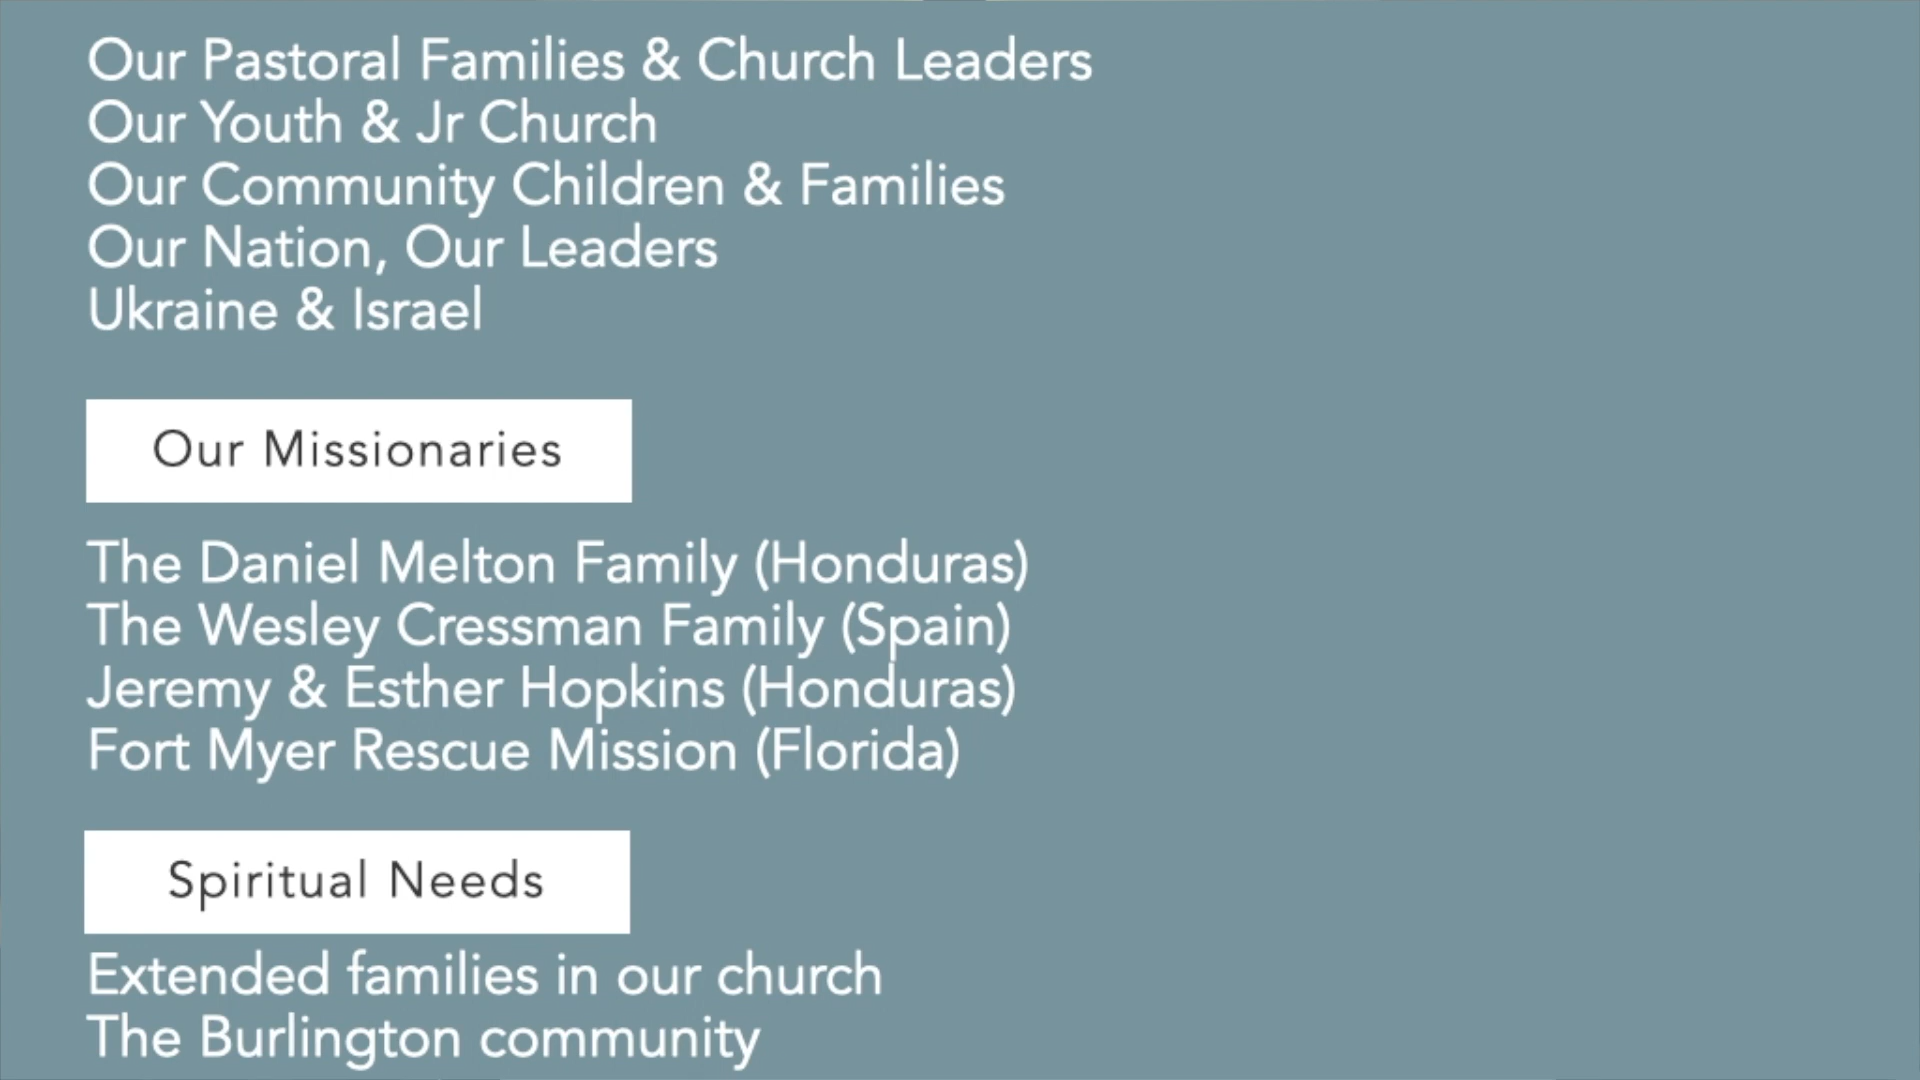 Our Pastoral Families & Church Leaders
Our Youth & Jr Church
Our Community Children & Families
Our Nation, Our Leaders
Ukraine & Israel
Our Missionaries
The Daniel Melton Family (Honduras)
The Wesley Cressman Family (Spain)
Jeremy & Esther Hopkins (Honduras)
Fort Myer Rescue Mission (Florida)
Spiritual Needs
Extended families in our church
The Burlington community